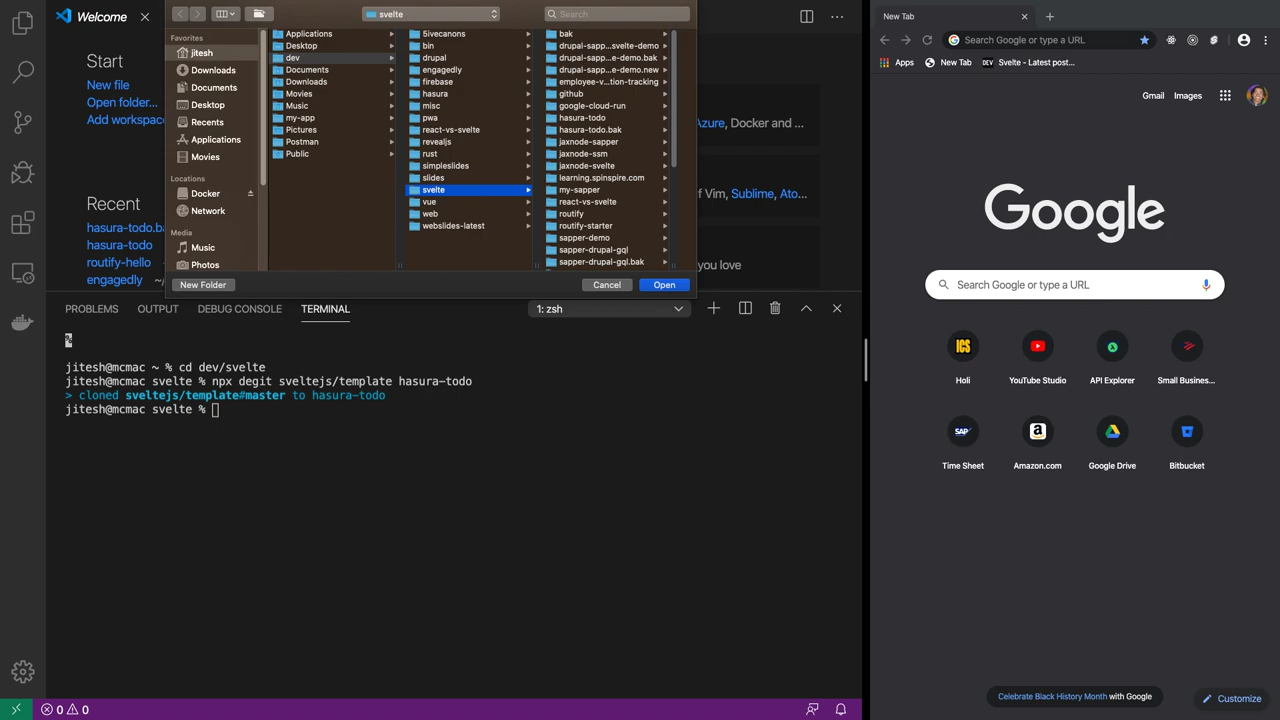 Welcome
Start
New file
Open folder...
Add workspace
Recent
hasura-todo.ba
hasura-todo
routify-hello
engagedly ~/
Azure, Docker and ...
of Vim, Sublime, Ato...
you love
svelte
Search
Favorites
jitesh
Downloads
Documents
Desktop
Recents
Applications
Movies
Locations
Docker
Network
Media
Music
Photos
Applications
Desktop
dev
Documents
Downloads
Movies
Music
my-app
Pictures
Postman
Public
5ivecanons
bin
drupal
engagedly
firebase
hasura
misc
pwa
react-vs-svelte
revealjs
rust
simpleslides
slides
svelte
vue
web
webslides-latest
bak
drupal-sapp...svelte-demo
drupal-sapp...e-demo.bak
drupal-sapp...e-demo.new
employee-v...tion-tracking
github
google-cloud-run
hasura-todo
hasura-todo.bak
jaxnode-sapper
jaxnode-ssm
jaxnode-svelte
learning.spinspire.com
my-sapper
react-vs-svelte
routify
routify-starter
sapper-demo
sapper-drupal-gql
sapper-drupal-gql.bak
New Folder
Cancel
Open
PROBLEMS
OUTPUT
DEBUG CONSOLE
TERMINAL
1: zsh
%
jitesh@mcmac ~ % cd dev/svelte
jitesh@mcmac svelte % npx degit sveltejs/template hasura-todo
> cloned sveltejs/template#master to hasura-todo
jitesh@mcmac svelte %
0
0
New Tab
Search Google or type a URL
Apps
New Tab
DEV
Svelte - Latest post...
Gmail
Images
Google
Search Google or type a URL
ICS
Holi
YouTube Studio
API Explorer
Small Business...
SAP
Time Sheet
Amazon.com
Google Drive
Bitbucket
Celebrate Black History Month with Google
Customize